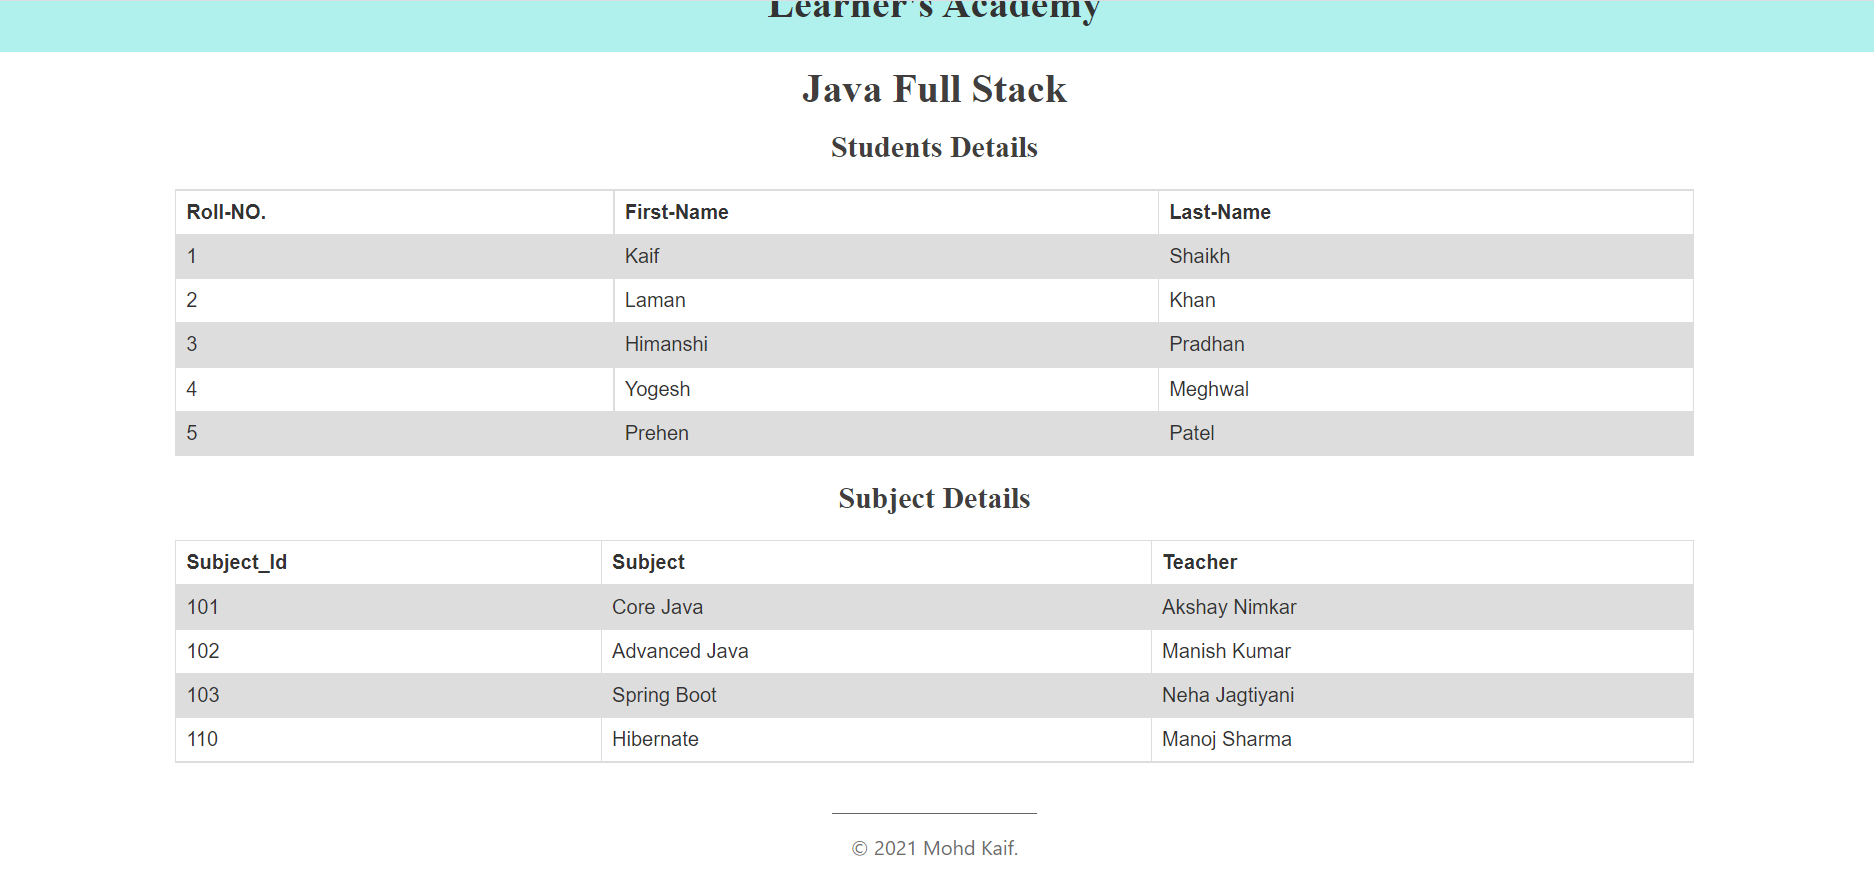 Learner's Academy
Java Full Stack
Students Details
Roll-NO. First-Name Last-Name
1 Kaif Shaikh
2 Laman Khan
3 Himanshi Pradhan
4 Yogesh Meghwal
5 Prehen Patel
Subject Details
Subject_Id Subject Teacher
101 Core Java Akshay Nimkar
102 Advanced Java Manish Kumar
103 Spring Boot Neha Jagtiyani
110 Hibernate Manoj Sharma
© 2021 Mohd Kaif.